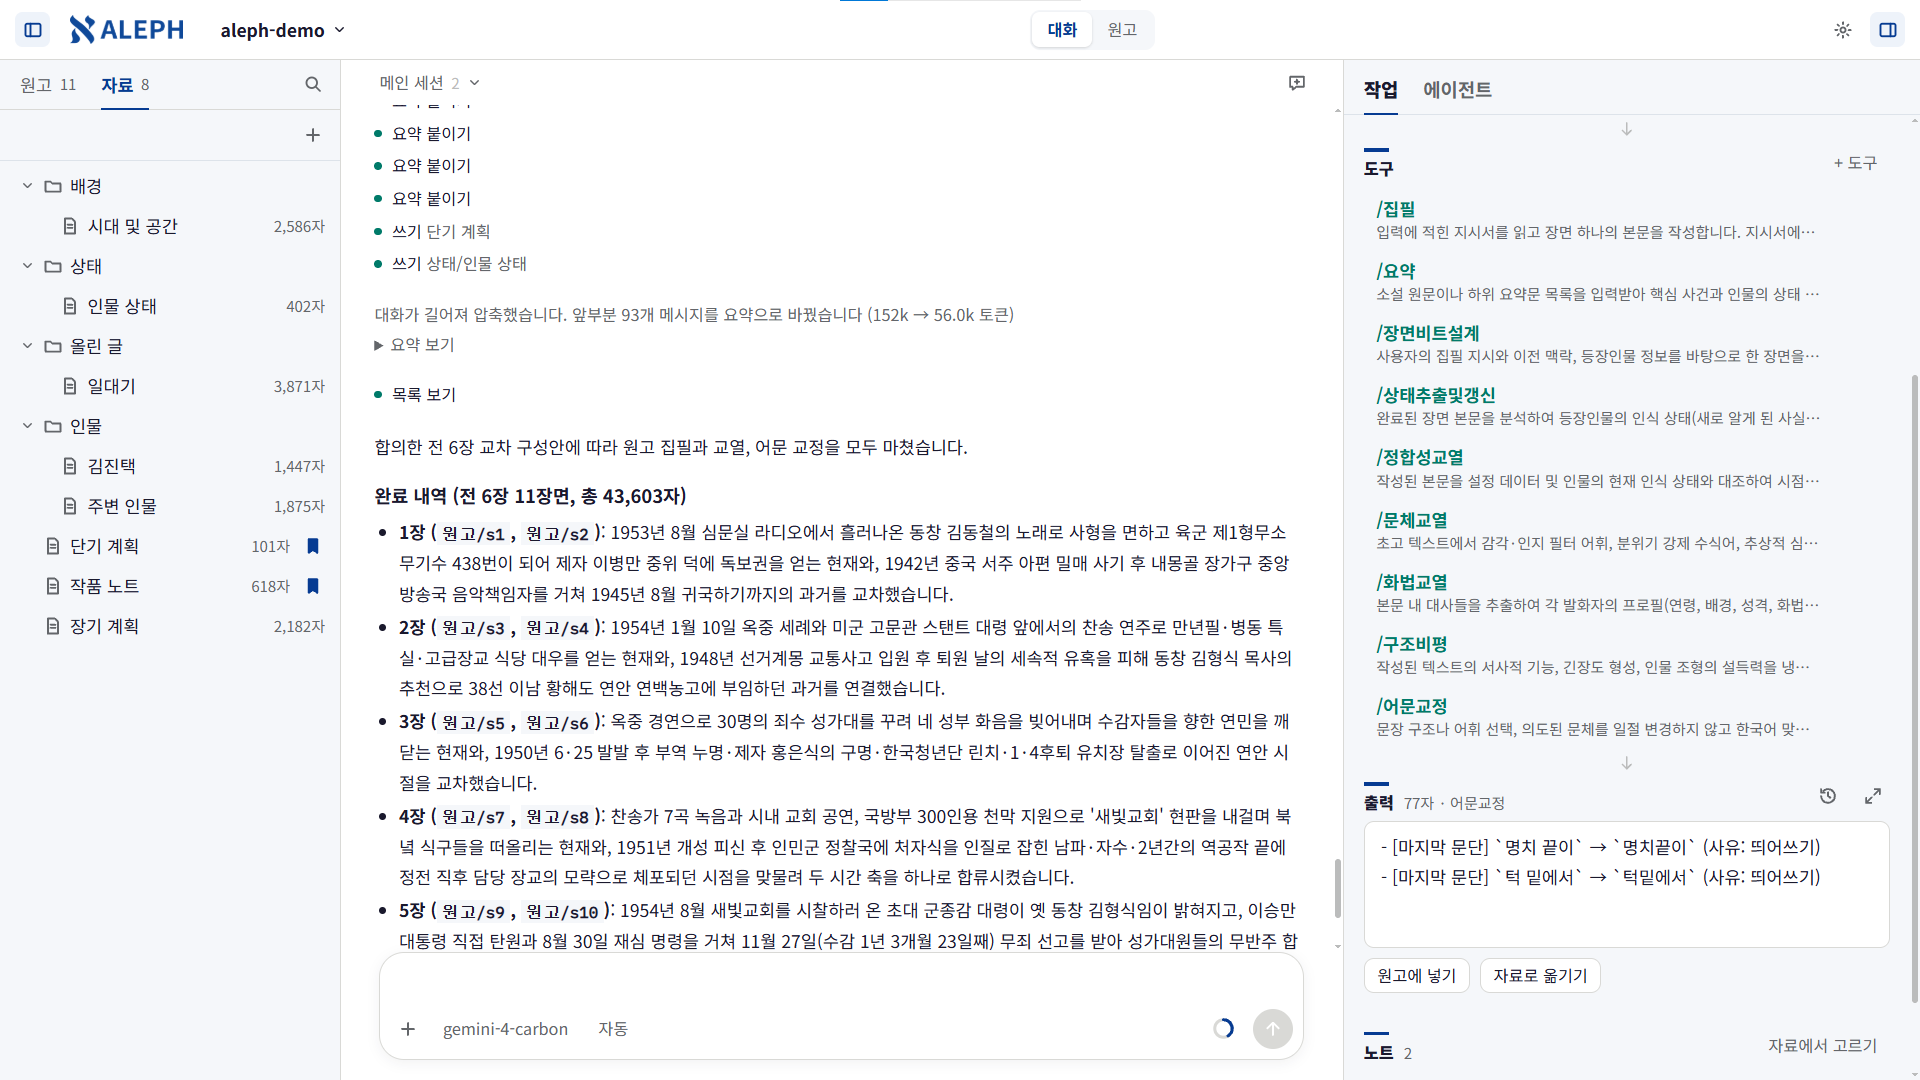 ALEPH
aleph-demo
대화
원고
원고 11
자료 8
배경
시대 및 공간 2,586자
상태
인물 상태 402자
올린 글
일대기 3,871자
인물
김진택 1,447자
주변 인물 1,875자
단기 계획 101자
작품 노트 618자
장기 계획 2,182자
메인 세션 2
요약 붙이기
요약 붙이기
요약 붙이기
쓰기 단기 계획
쓰기 상태/인물 상태
대화가 길어져 압축했습니다. 앞부분 93개 메시지를 요약으로 바꿨습니다 (152k → 56.0k 토큰)
▶ 요약 보기
목록 보기
합의한 전 6장 교차 구성안에 따라 원고 집필과 교열, 어문 교정을 모두 마쳤습니다.
완료 내역 (전 6장 11장면, 총 43,603자)
1장 ( 원고/s1 , 원고/s2 ): 1953년 8월 심문실 라디오에서 흘러나온 동창 김동철의 노래로 사형을 면하고 육군 제1형무소
무기수 438번이 되어 제자 이병만 중위 덕에 독보권을 얻는 현재와, 1942년 중국 서주 아편 밀매 사기 후 내몽골 장가구 중앙
방송국 음악책임자를 거쳐 1945년 8월 귀국하기까지의 과거를 교차했습니다.
2장 ( 원고/s3 , 원고/s4 ): 1954년 1월 10일 옥중 세례와 미군 고문관 스탠트 대령 앞에서의 찬송 연주로 만년필·병동 특
실·고급장교 식당 대우를 얻는 현재와, 1948년 선거계몽 교통사고 입원 후 퇴원 날의 세속적 유혹을 피해 동창 김형식 목사의
추천으로 38선 이남 황해도 연안 연백농고에 부임하던 과거를 연결했습니다.
3장 ( 원고/s5 , 원고/s6 ): 옥중 경연으로 30명의 죄수 성가대를 꾸려 네 성부 화음을 빚어내며 수감자들을 향한 연민을 깨
닫는 현재와, 1950년 6·25 발발 후 부역 누명·제자 홍은식의 구명·한국청년단 린치·1·4후퇴 유치장 탈출로 이어진 연안 시
절을 교차했습니다.
4장 ( 원고/s7 , 원고/s8 ): 찬송가 7곡 녹음과 시내 교회 공연, 국방부 300인용 천막 지원으로 '새빛교회' 현판을 내걸며 북
녘 식구들을 떠올리는 현재와, 1951년 개성 피신 후 인민군 정찰국에 처자식을 인질로 잡힌 남파·자수·2년간의 역공작 끝에
정전 직후 담당 장교의 모략으로 체포되던 시점을 맞물려 두 시간 축을 하나로 합류시켰습니다.
5장 ( 원고/s9 , 원고/s10 ): 1954년 8월 새빛교회를 시찰하러 온 초대 군종감 대령이 옛 동창 김형식임이 밝혀지고, 이승만
대통령 직접 탄원과 8월 30일 재심 명령을 거쳐 11월 27일(수감 1년 3개월 23일째) 무죄 선고를 받아 성가대원들의 무반주 합
gemini-4-carbon 자동
작업
에이전트
도구
+ 도구
/집필
입력에 적힌 지시서를 읽고 장면 하나의 본문을 작성합니다. 지시서에…
/요약
소설 원문이나 하위 요약문 목록을 입력받아 핵심 사건과 인물의 상태 …
/장면비트설계
사용자의 집필 지시와 이전 맥락, 등장인물 정보를 바탕으로 한 장면을…
/상태추출및갱신
완료된 장면 본문을 분석하여 등장인물의 인식 상태(새로 알게 된 사실…
/정합성교열
작성된 본문을 설정 데이터 및 인물의 현재 인식 상태와 대조하여 시점…
/문체교열
초고 텍스트에서 감각·인지 필터 어휘, 분위기 강제 수식어, 추상적 심…
/화법교열
본문 내 대사들을 추출하여 각 발화자의 프로필(연령, 배경, 성격, 화법…
/구조비평
작성된 텍스트의 서사적 기능, 긴장도 형성, 인물 조형의 설득력을 냉…
/어문교정
문장 구조나 어휘 선택, 의도된 문체를 일절 변경하지 않고 한국어 맞…
출력 77자 · 어문교정
- [마지막 문단] `명치 끝이` → `명치끝이` (사유: 띄어쓰기)
- [마지막 문단] `턱 밑에서` → `턱밑에서` (사유: 띄어쓰기)
원고에 넣기
자료로 옮기기
노트 2
자료에서 고르기